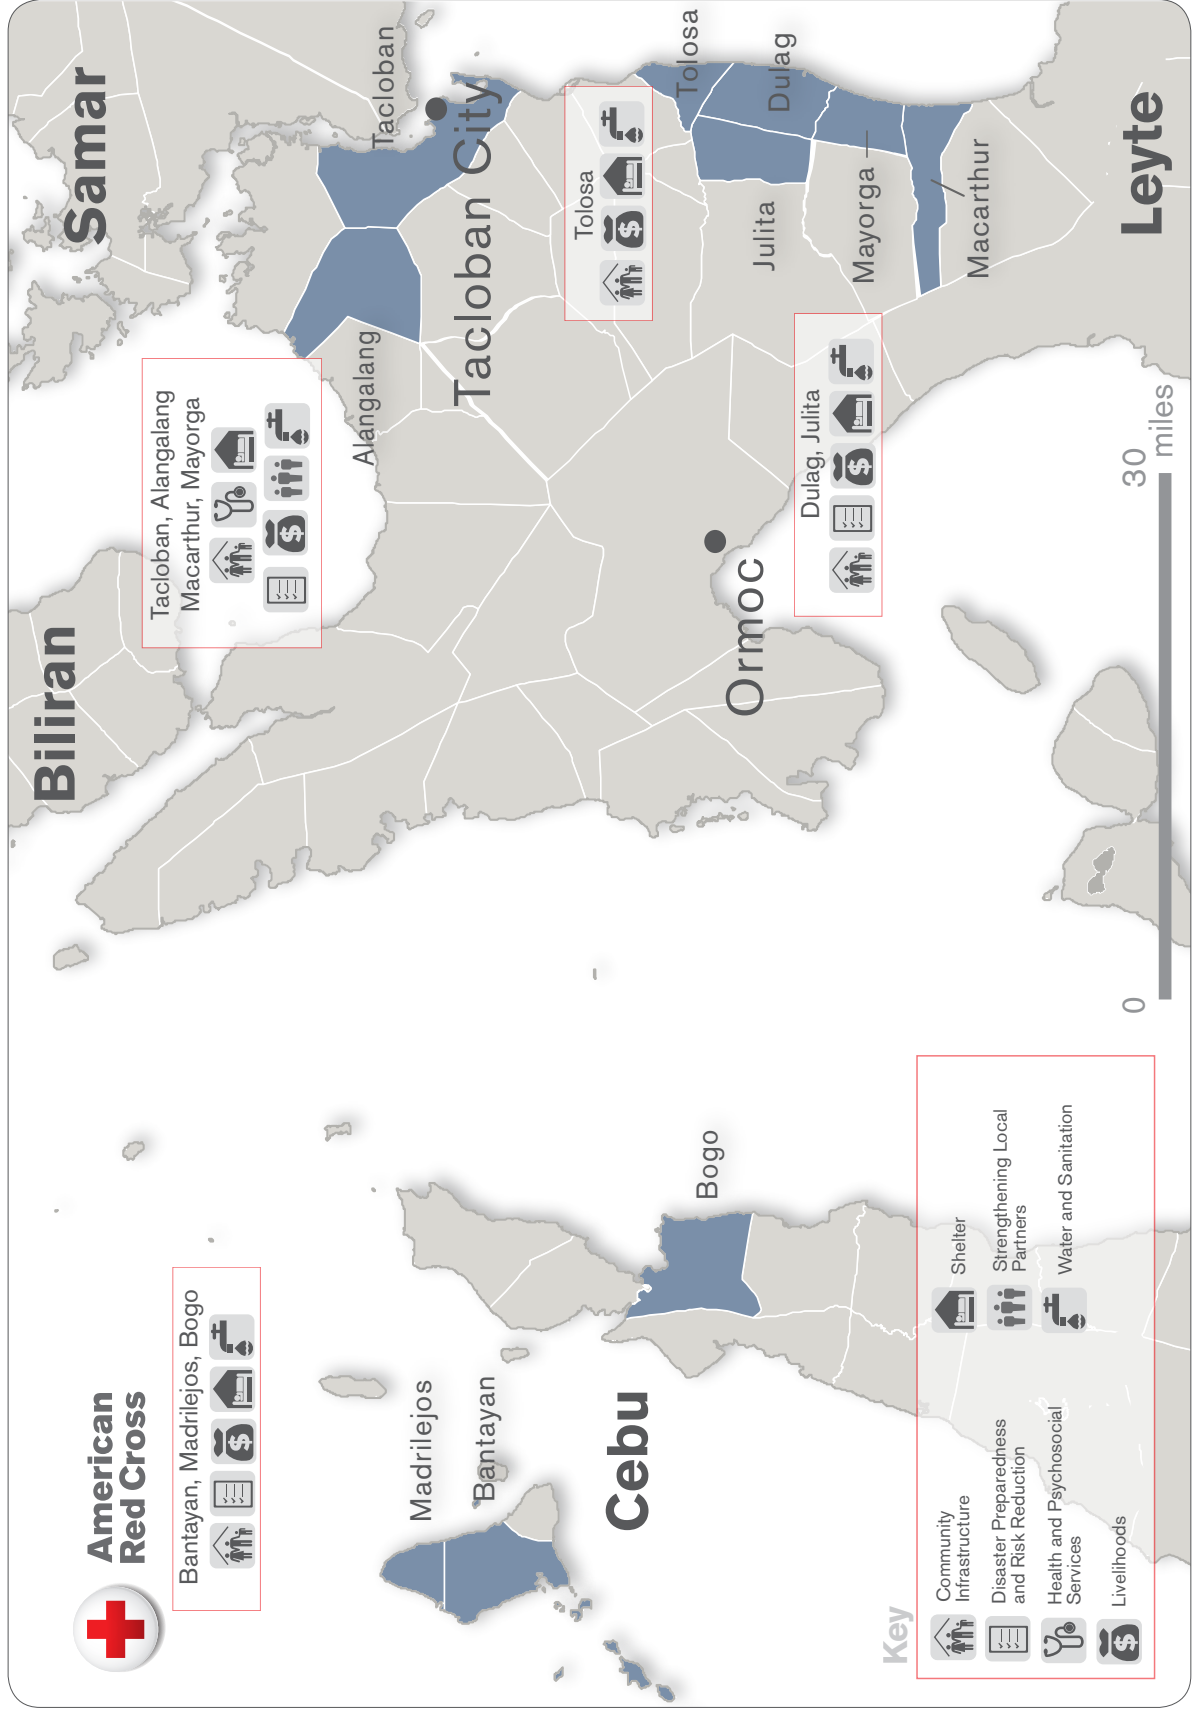 American
Red Cross
Bantayan, Madrilejos, Bogo
Madrilejos
Bantayan
Cebu
Bogo
Biliran
Samar
Tacloban, Alangalang
Macarthur, Mayorga
Alangalang
Tacloban
Tacloban City
Tolosa
Tolosa
Dulag
Julita
Mayorga
Macarthur
Leyte
Ormoc
Dulag, Julita
Key
Community
Infrastructure
Disaster Preparedness
and Risk Reduction
Health and Psychosocial
Services
Livelihoods
Shelter
Strengthening Local
Partners
Water and Sanitation
0
30
miles